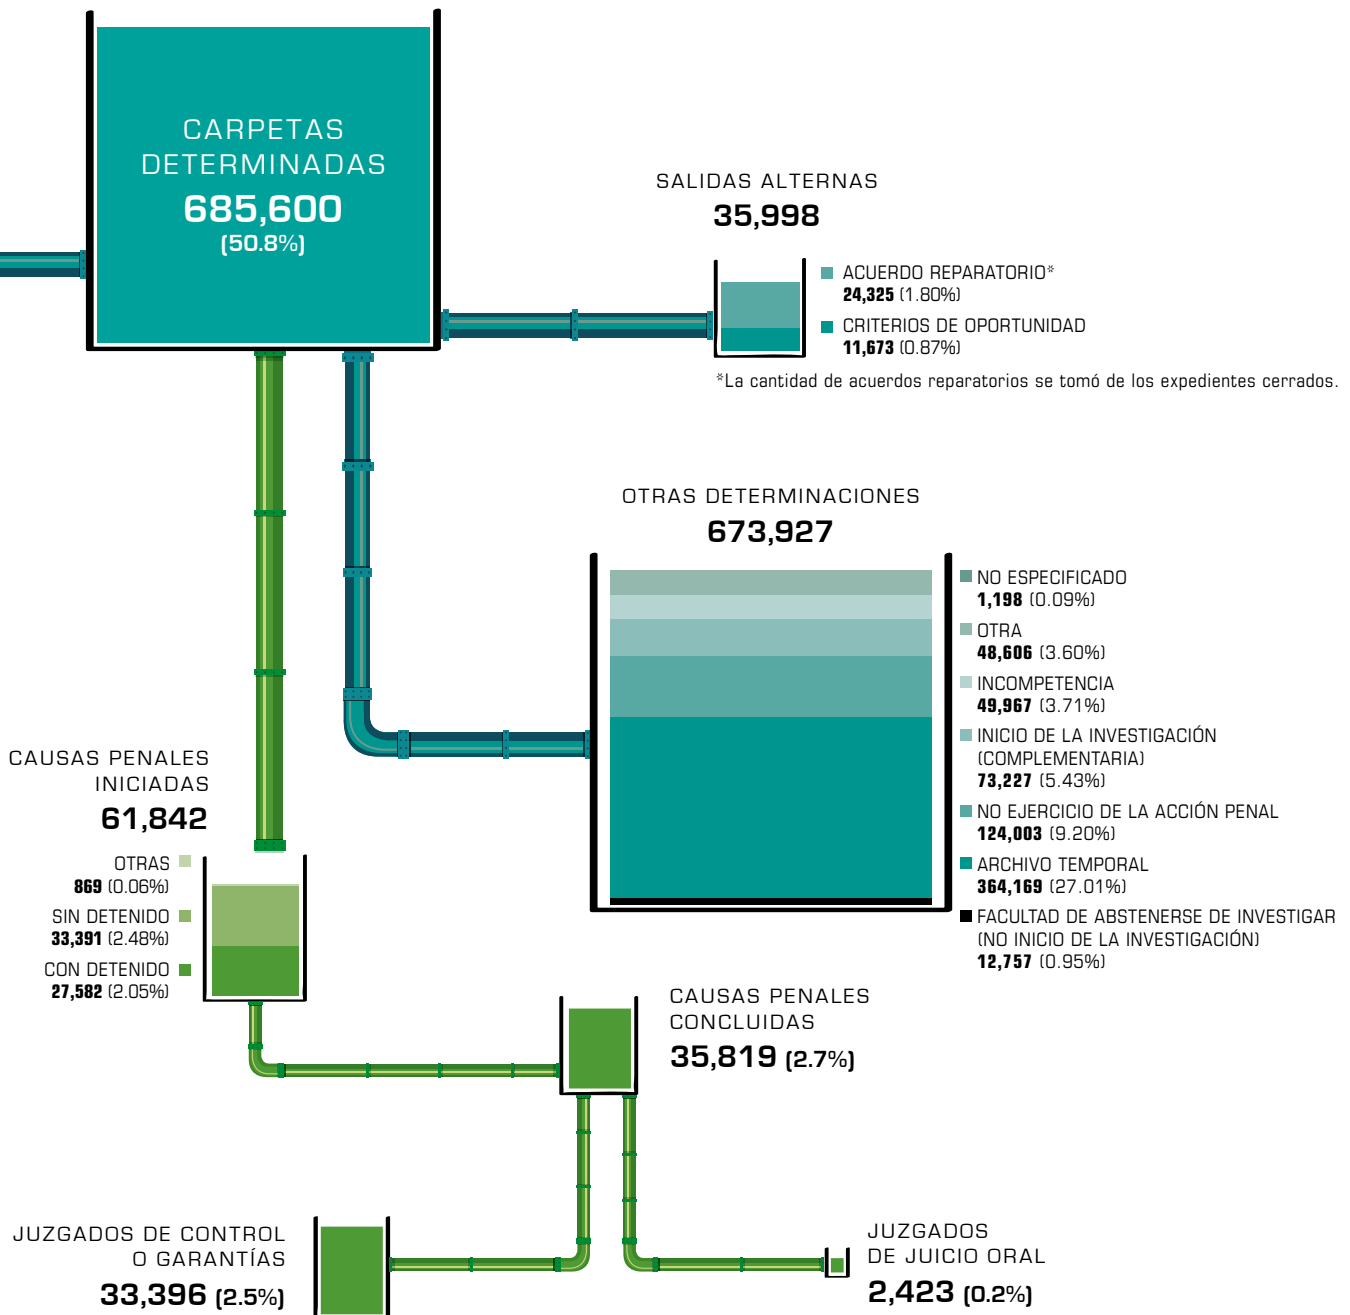 CARPETAS
DETERMINADAS
685,600
(50.8%)
SALIDAS ALTERNAS
35,998
ACUERDO REPARATORIO*
24,325 (1.80%)
CRITERIOS DE OPORTUNIDAD
11,673 (0.87%)
*La cantidad de acuerdos reparatorios se tomó de los expedientes cerrados.
OTRAS DETERMINACIONES
673,927
NO ESPECIFICADO
1,198 (0.09%)
OTRA
48,606 (3.60%)
INCOMPETENCIA
49,967 (3.71%)
INICIO DE LA INVESTIGACIÓN
(COMPLEMENTARIA)
73,227 (5.43%)
NO EJERCICIO DE LA ACCIÓN PENAL
124,003 (9.20%)
ARCHIVO TEMPORAL
364,169 (27.01%)
FACULTAD DE ABSTENERSE DE INVESTIGAR
(NO INICIO DE LA INVESTIGACIÓN)
12,757 (0.95%)
CAUSAS PENALES
INICIADAS
61,842
OTRAS
869 (0.06%)
SIN DETENIDO
33,391 (2.48%)
CON DETENIDO
27,582 (2.05%)
CAUSAS PENALES
CONCLUIDAS
35,819 (2.7%)
JUZGADOS DE CONTROL
O GARANTÍAS
33,396 (2.5%)
JUZGADOS
DE JUICIO ORAL
2,423 (0.2%)